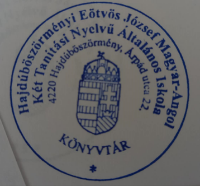 Hajdúböszörményi Eötvös József Magyar-Angol
Két Tanítási Nyelvű Általános Iskola
4220 Hajdúböszörmény, Árpád utca 22.
KÖNYVTÁR
*